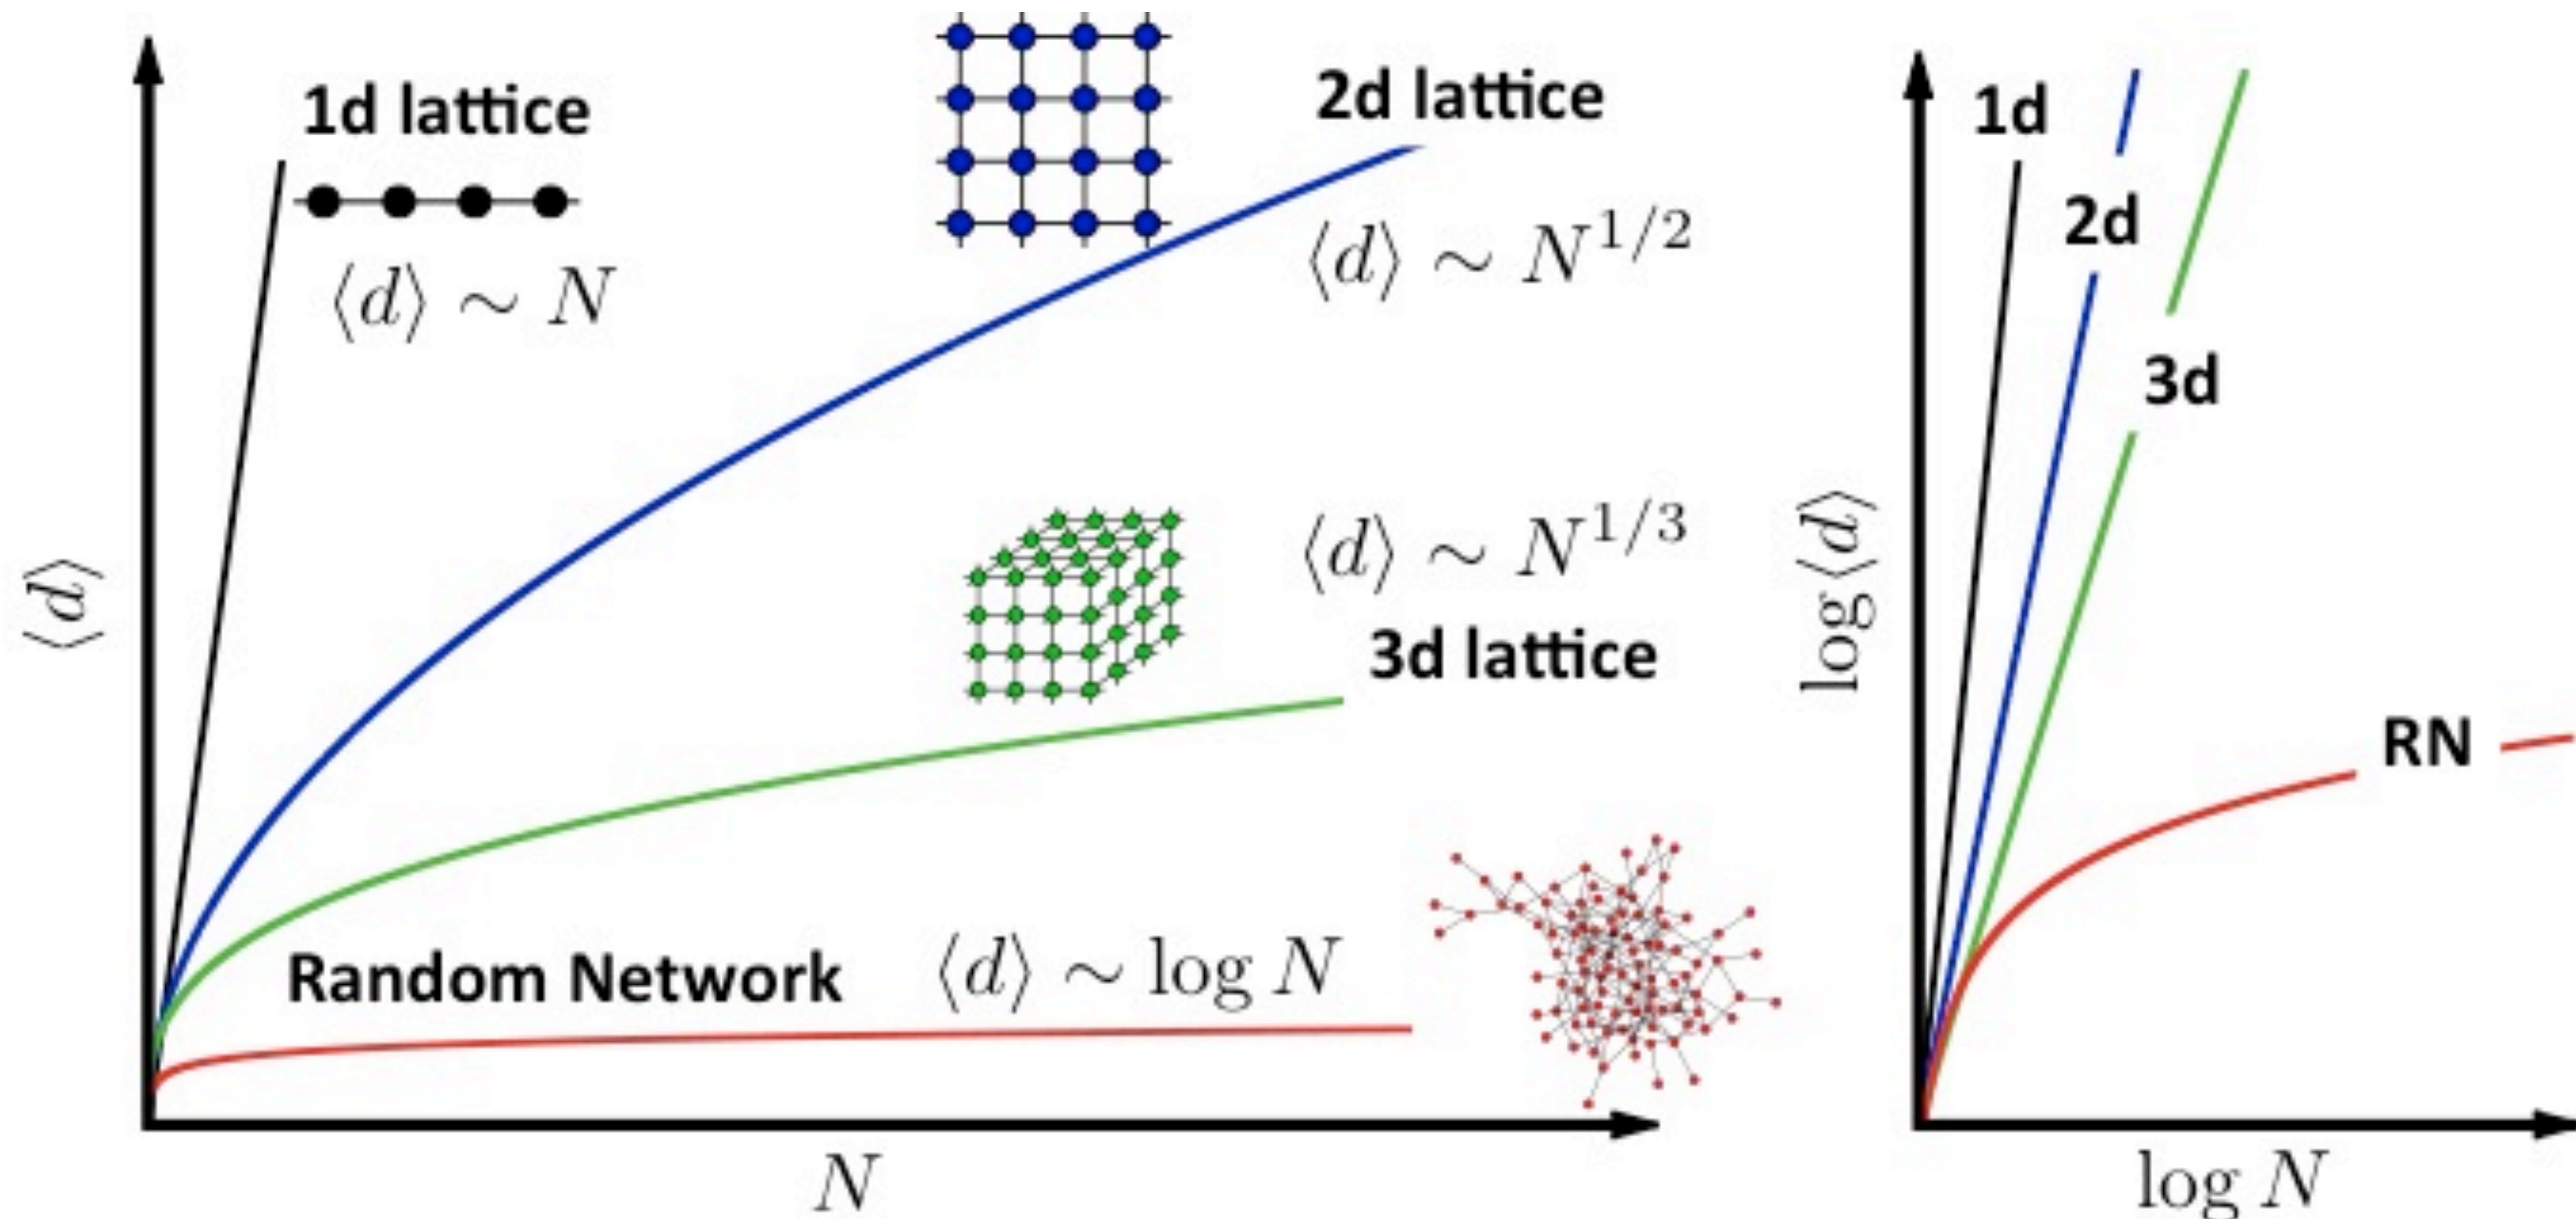 1d lattice
⟨d⟩ ∼ N
2d lattice
⟨d⟩ ∼ N^{1/2}
⟨d⟩ ∼ N^{1/3}
3d lattice
Random Network ⟨d⟩ ∼ log N
⟨d⟩
N
1d
2d
3d
RN
log⟨d⟩
log N